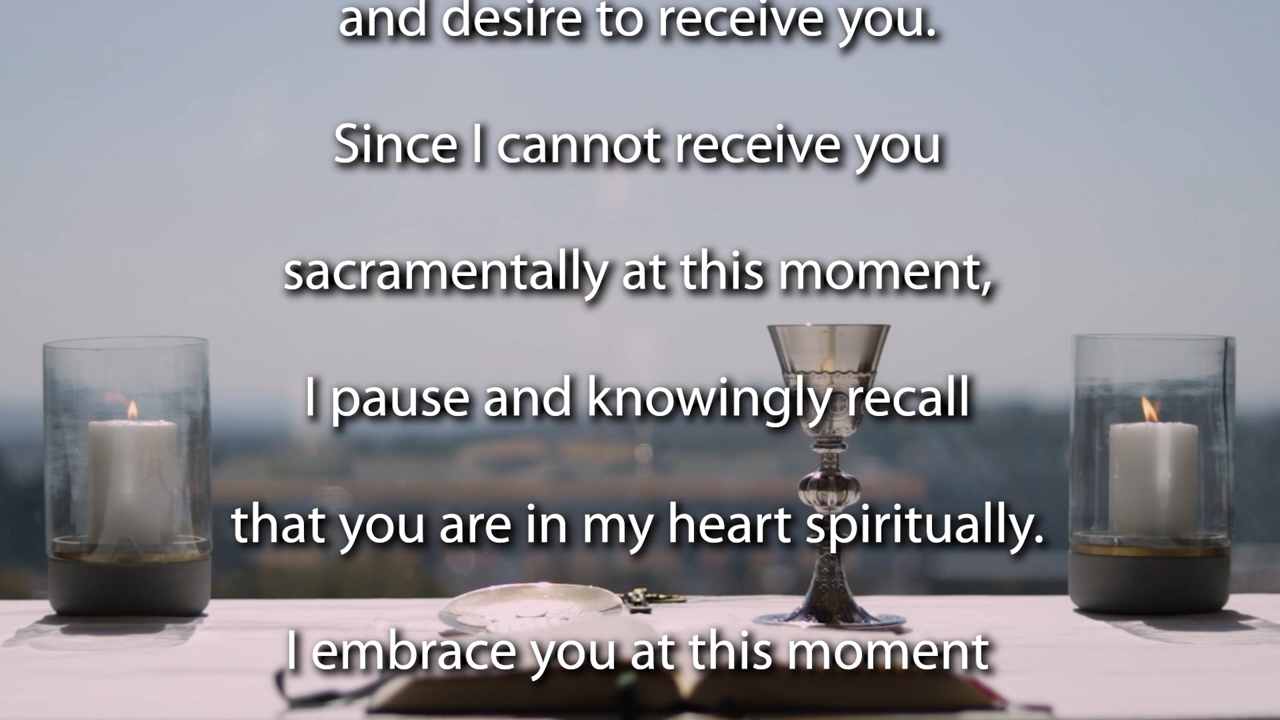 and desire to receive you.
Since I cannot receive you
sacramentally at this moment,
I pause and knowingly recall
that you are in my heart spiritually.
I embrace you at this moment